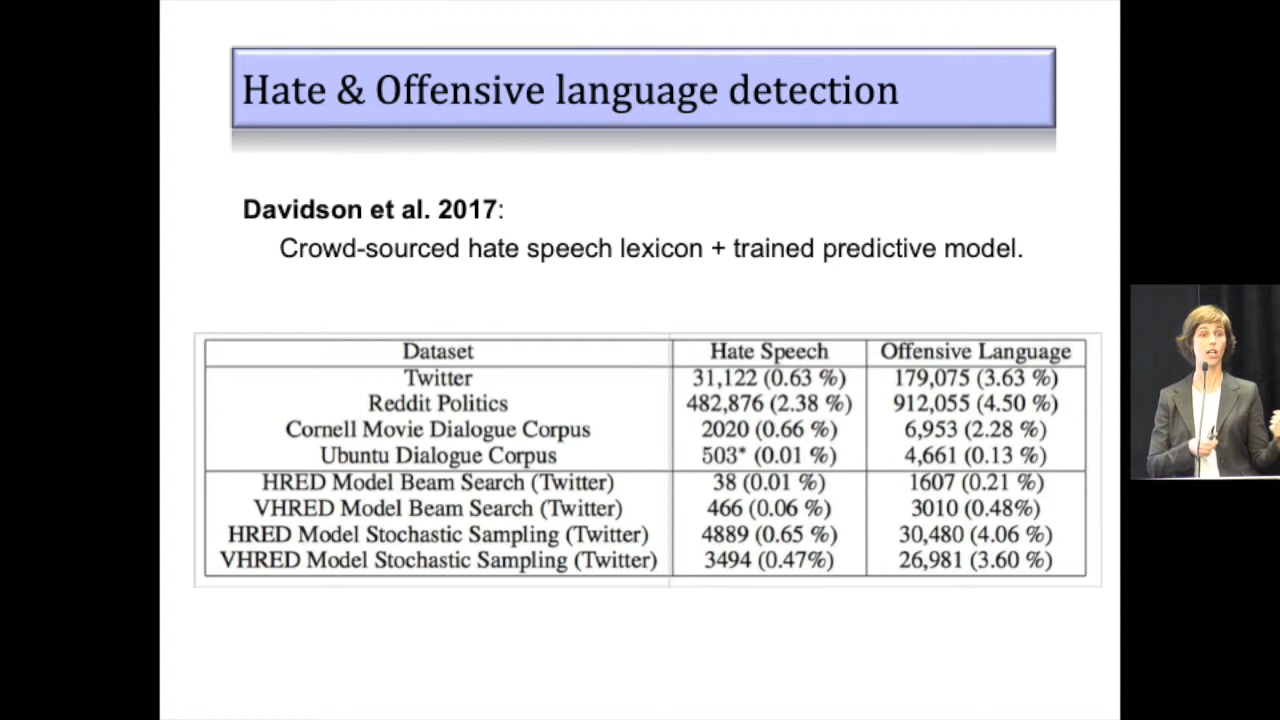 Hate & Offensive language detection
Davidson et al. 2017:
Crowd-sourced hate speech lexicon + trained predictive model.
Dataset Hate Speech Offensive Language
Twitter 31,122 (0.63 %) 179,075 (3.63 %)
Reddit Politics 482,876 (2.38 %) 912,055 (4.50 %)
Cornell Movie Dialogue Corpus 2020 (0.66 %) 6,953 (2.28 %)
Ubuntu Dialogue Corpus 503* (0.01 %) 4,661 (0.13 %)
HRED Model Beam Search (Twitter) 38 (0.01 %) 1607 (0.21 %)
VHRED Model Beam Search (Twitter) 466 (0.06 %) 3010 (0.48%)
HRED Model Stochastic Sampling (Twitter) 4889 (0.65 %) 30,480 (4.06 %)
VHRED Model Stochastic Sampling (Twitter) 3494 (0.47%) 26,981 (3.60 %)